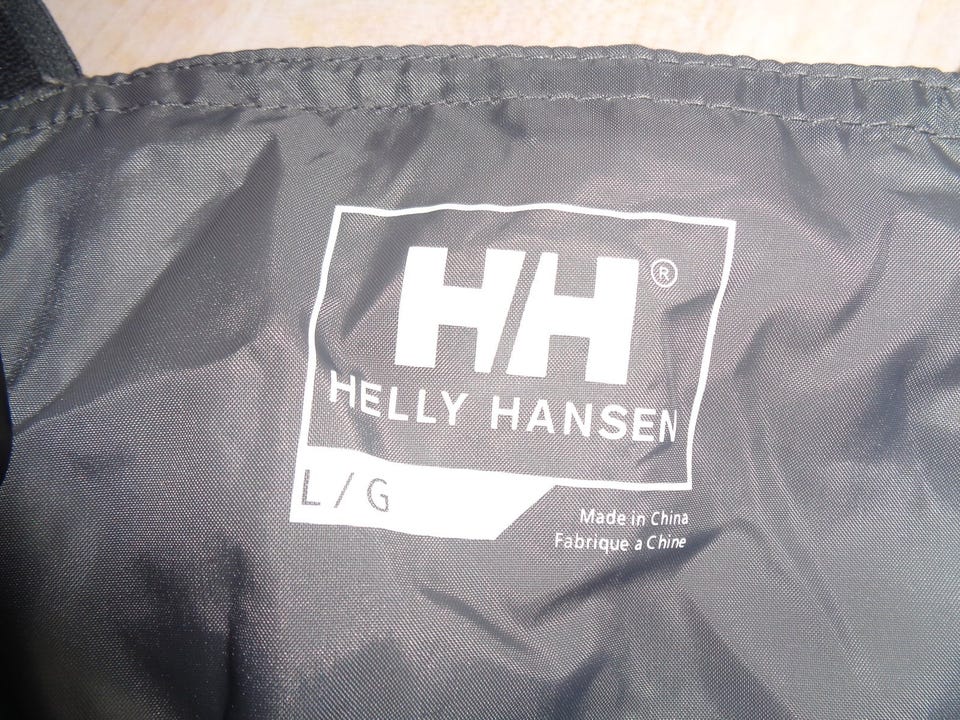 HH®
HELLY HANSEN
L/G
Made in China
Fabrique a Chine